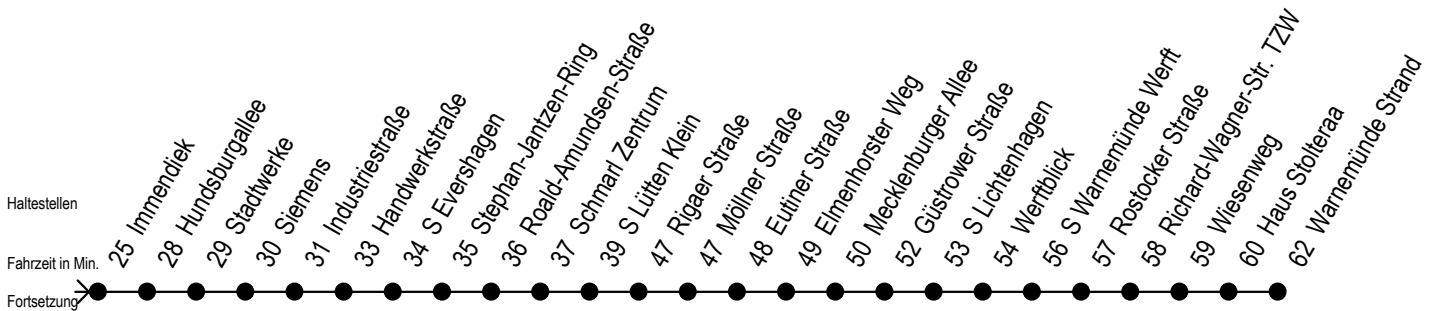 Haltestellen
Fahrzeit in Min.
Fortsetzung
25 Immendiek
28 Hundsburgallee
29 Stadtwerke
30 Siemens
31 Industriestraße
33 Handwerkstraße
34 S Evershagen
35 Stephan-Jantzen-Ring
36 Roald-Amundsen-Straße
37 Schmarl Zentrum
39 S Lütten Klein
47 Rigaer Straße
47 Möllner Straße
48 Eutiner Straße
49 Elmenhorster Weg
50 Mecklenburger Allee
52 Güstrower Straße
53 S Lichtenhagen
54 Werftblick
56 S Warnemünde Werft
57 Rostocker Straße
58 Richard-Wagner-Str. TZW
59 Wiesenweg
60 Haus Stolteraa
62 Warnemünde Strand